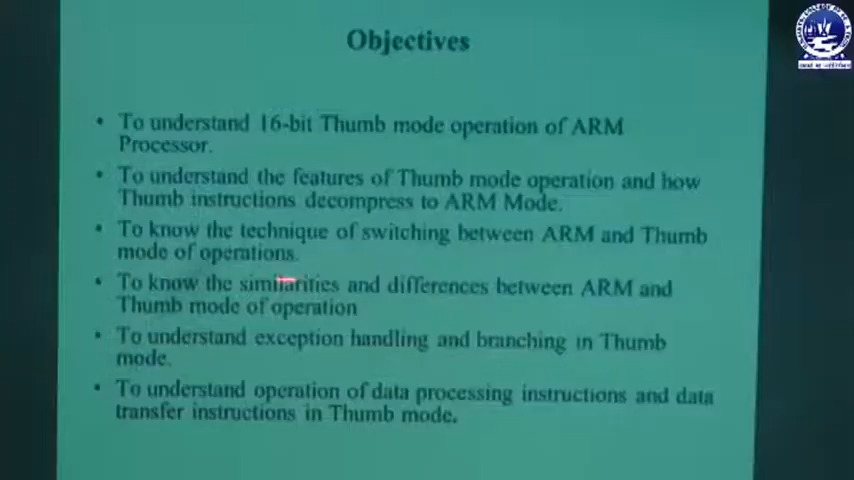 Objectives
• To understand 16-bit Thumb mode operation of ARM
Processor.
• To understand the features of Thumb mode operation and how
Thumb instructions decompress to ARM Mode.
• To know the technique of switching between ARM and Thumb
mode of operations.
• To know the similarities and differences between ARM and
Thumb mode of operation
• To understand exception handling and branching in Thumb
mode.
• To understand operation of data processing instructions and data
transfer instructions in Thumb mode.